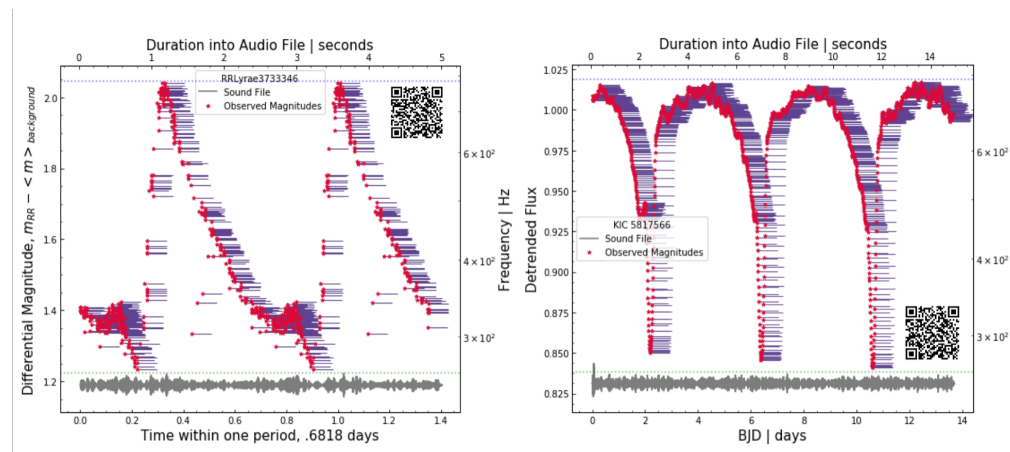 Duration into Audio File | seconds
0 1 2 3 4 5
RRLyrae3733346
Sound File
Observed Magnitudes
Differential Magnitude, m_RR − < m >_background
2.0
1.8
1.6
1.4
1.2
6 × 10²
4 × 10²
3 × 10²
Frequency | Hz
0.0 0.2 0.4 0.6 0.8 1.0 1.2 1.4
Time within one period, .6818 days
Duration into Audio File | seconds
0 2 4 6 8 10 12 14
Detrended Flux
1.025
1.000
0.975
0.950
0.925
0.900
0.875
0.850
0.825
KIC 5817566
Sound File
Observed Magnitudes
6 × 10²
4 × 10²
3 × 10²
0 2 4 6 8 10 12 14
BJD | days